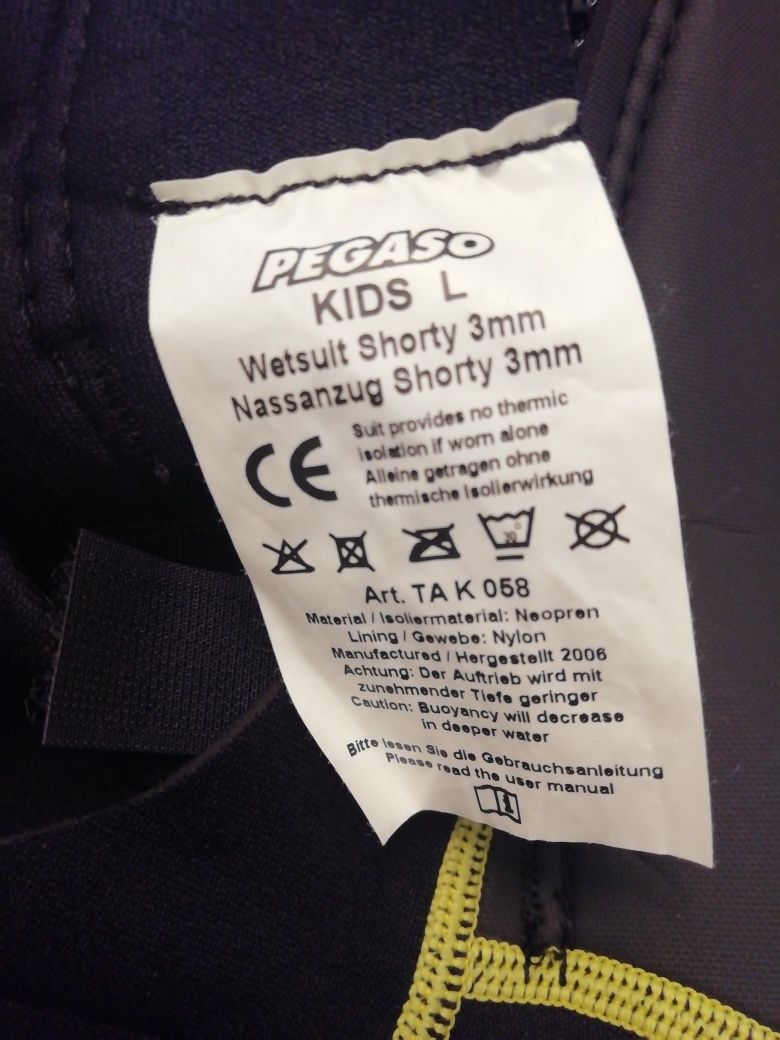 PEGASO
KIDS L
Wetsuit Shorty 3mm
Nassanzug Shorty 3mm
CE
Suit provides no thermic
isolation if worn alone
Alleine getragen ohne
thermische Isolierwirkung
30°
Art. TA K 058
Material / Isoliermaterial: Neopren
Lining / Gewebe: Nylon
Manufactured / Hergestellt 2006
Achtung: Der Auftrieb wird mit
zunehmender Tiefe geringer
Caution: Buoyancy will decrease
in deeper water
Bitte lesen Sie die Gebrauchsanleitung
Please read the user manual
i